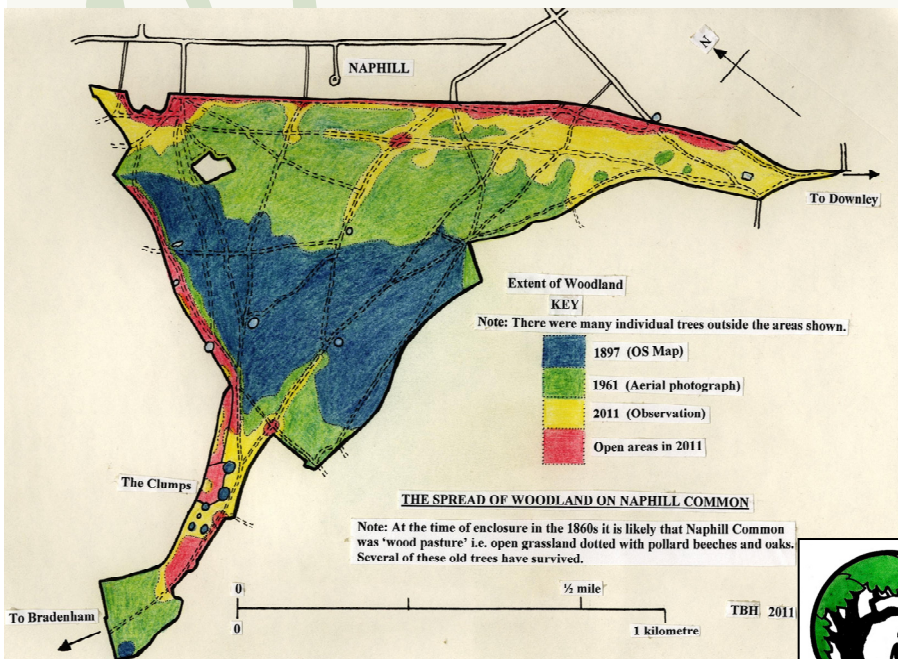 N
NAPHILL
To Downley
Extent of Woodland
KEY
Note: There were many individual trees outside the areas shown.
1897 (OS Map)
1961 (Aerial photograph)
2011 (Observation)
Open areas in 2011
The Clumps
THE SPREAD OF WOODLAND ON NAPHILL COMMON
Note: At the time of enclosure in the 1860s it is likely that Naphill Common
was 'wood pasture' i.e. open grassland dotted with pollard beeches and oaks.
Several of these old trees have survived.
To Bradenham
0 ½ mile
0 1 kilometre
TBH 2011